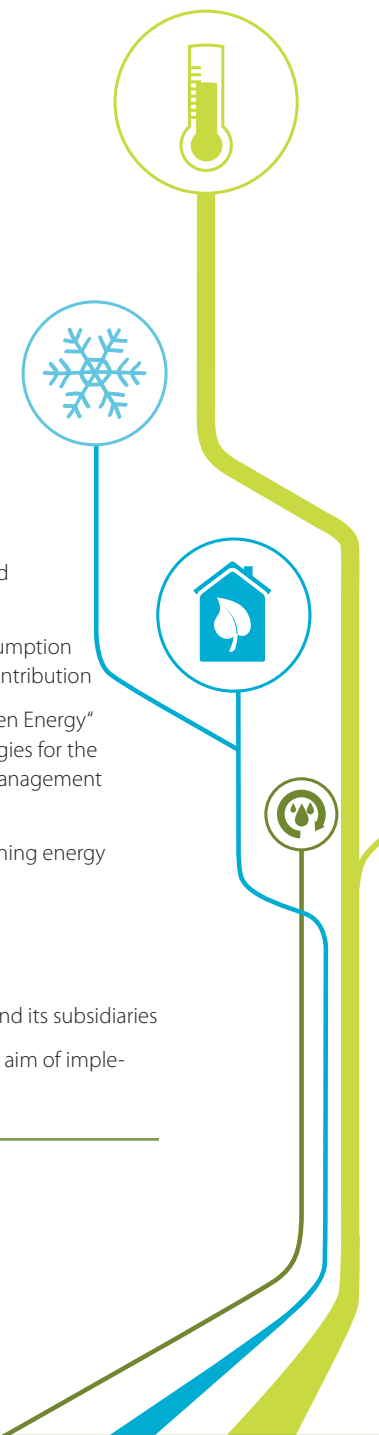 umption
ntribution
en Energy“
gies for the
anagement
ning energy
nd its subsidiaries
aim of imple-